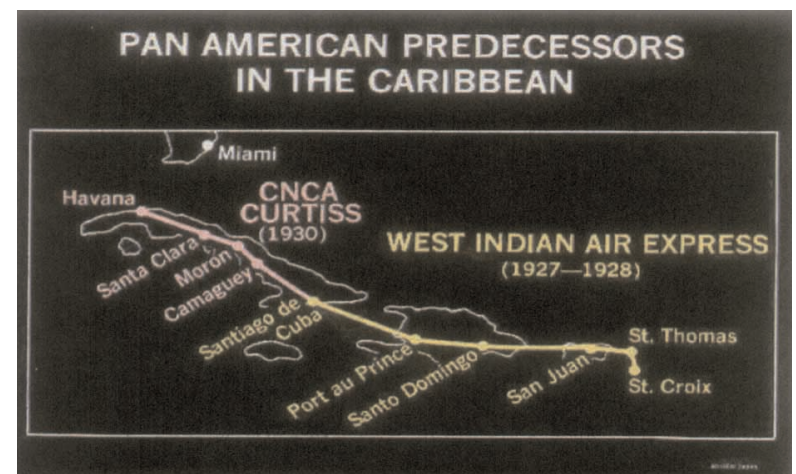 PAN AMERICAN PREDECESSORS
IN THE CARIBBEAN
Miami
Havana
CNCA
CURTISS
(1930)
WEST INDIAN AIR EXPRESS
(1927—1928)
Santa Clara
Morón
Camaguey
Santiago de
Cuba
Port au Prince
Santo Domingo
San Juan
St. Thomas
St. Croix